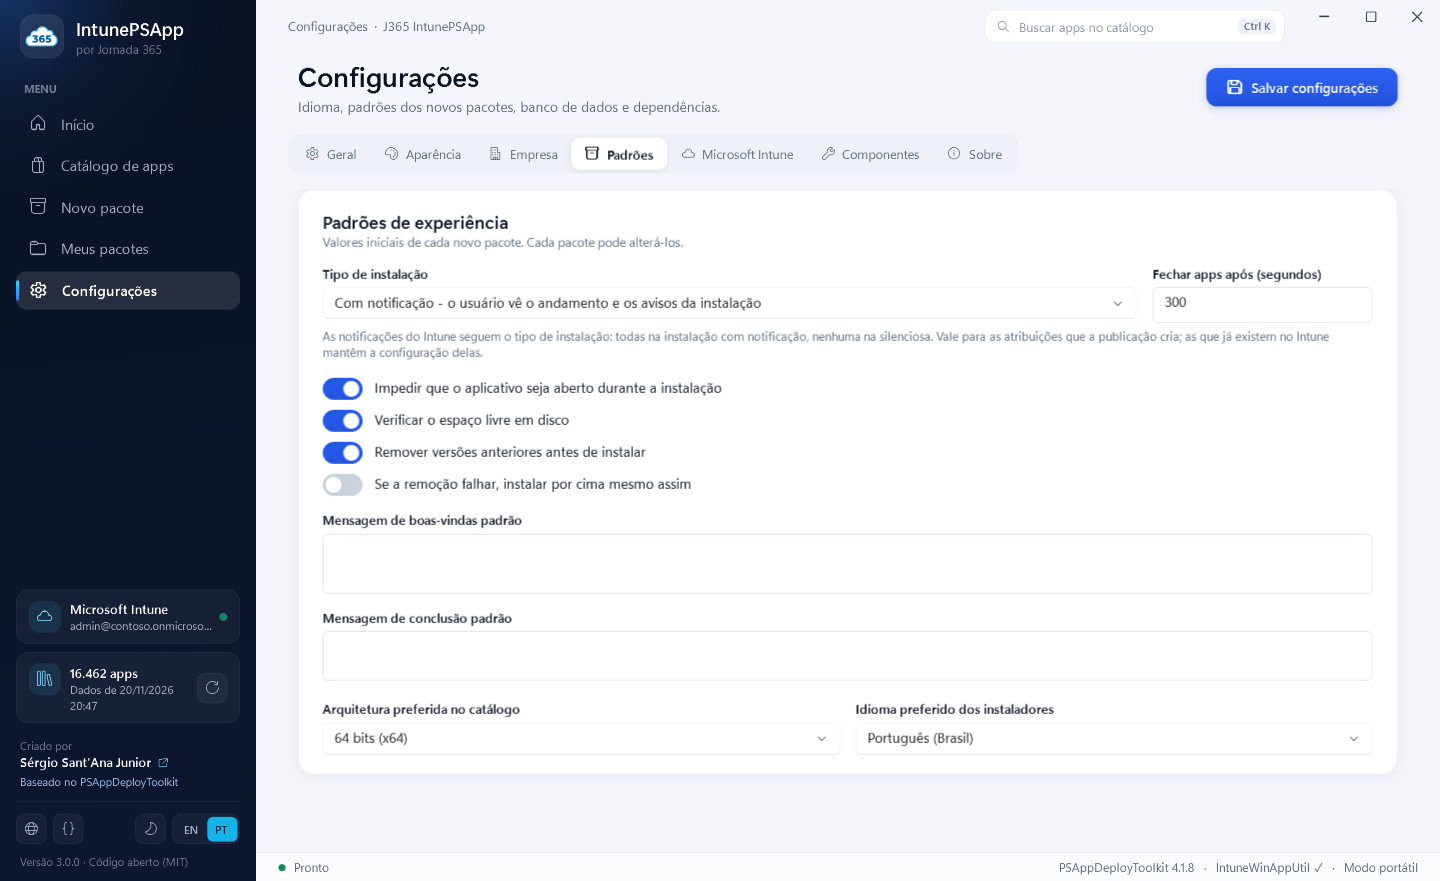 IntunePSApp
por Jornada 365
365
MENU
Início
Catálogo de apps
Novo pacote
Meus pacotes
Configurações
Microsoft Intune
admin@contoso.onmicroso...
16.462 apps
Dados de 20/11/2026
20:47
Criado por
Sérgio Sant'Ana Junior
Baseado no PSAppDeployToolkit
{} EN PT
Versão 3.0.0 · Código aberto (MIT)
Configurações · J365 IntunePSApp
Buscar apps no catálogo Ctrl K
Configurações
Idioma, padrões dos novos pacotes, banco de dados e dependências.
Salvar configurações
Geral Aparência Empresa Padrões Microsoft Intune Componentes Sobre
Padrões de experiência
Valores iniciais de cada novo pacote. Cada pacote pode alterá-los.
Tipo de instalação Fechar apps após (segundos)
Com notificação - o usuário vê o andamento e os avisos da instalação 300
As notificações do Intune seguem o tipo de instalação: todas na instalação com notificação, nenhuma na silenciosa. Vale para as atribuições que a publicação cria; as que já existem no Intune
mantêm a configuração delas.
Impedir que o aplicativo seja aberto durante a instalação
Verificar o espaço livre em disco
Remover versões anteriores antes de instalar
Se a remoção falhar, instalar por cima mesmo assim
Mensagem de boas-vindas padrão
Mensagem de conclusão padrão
Arquitetura preferida no catálogo Idioma preferido dos instaladores
64 bits (x64) Português (Brasil)
Pronto PSAppDeployToolkit 4.1.8 · IntuneWinAppUtil ✓ · Modo portátil